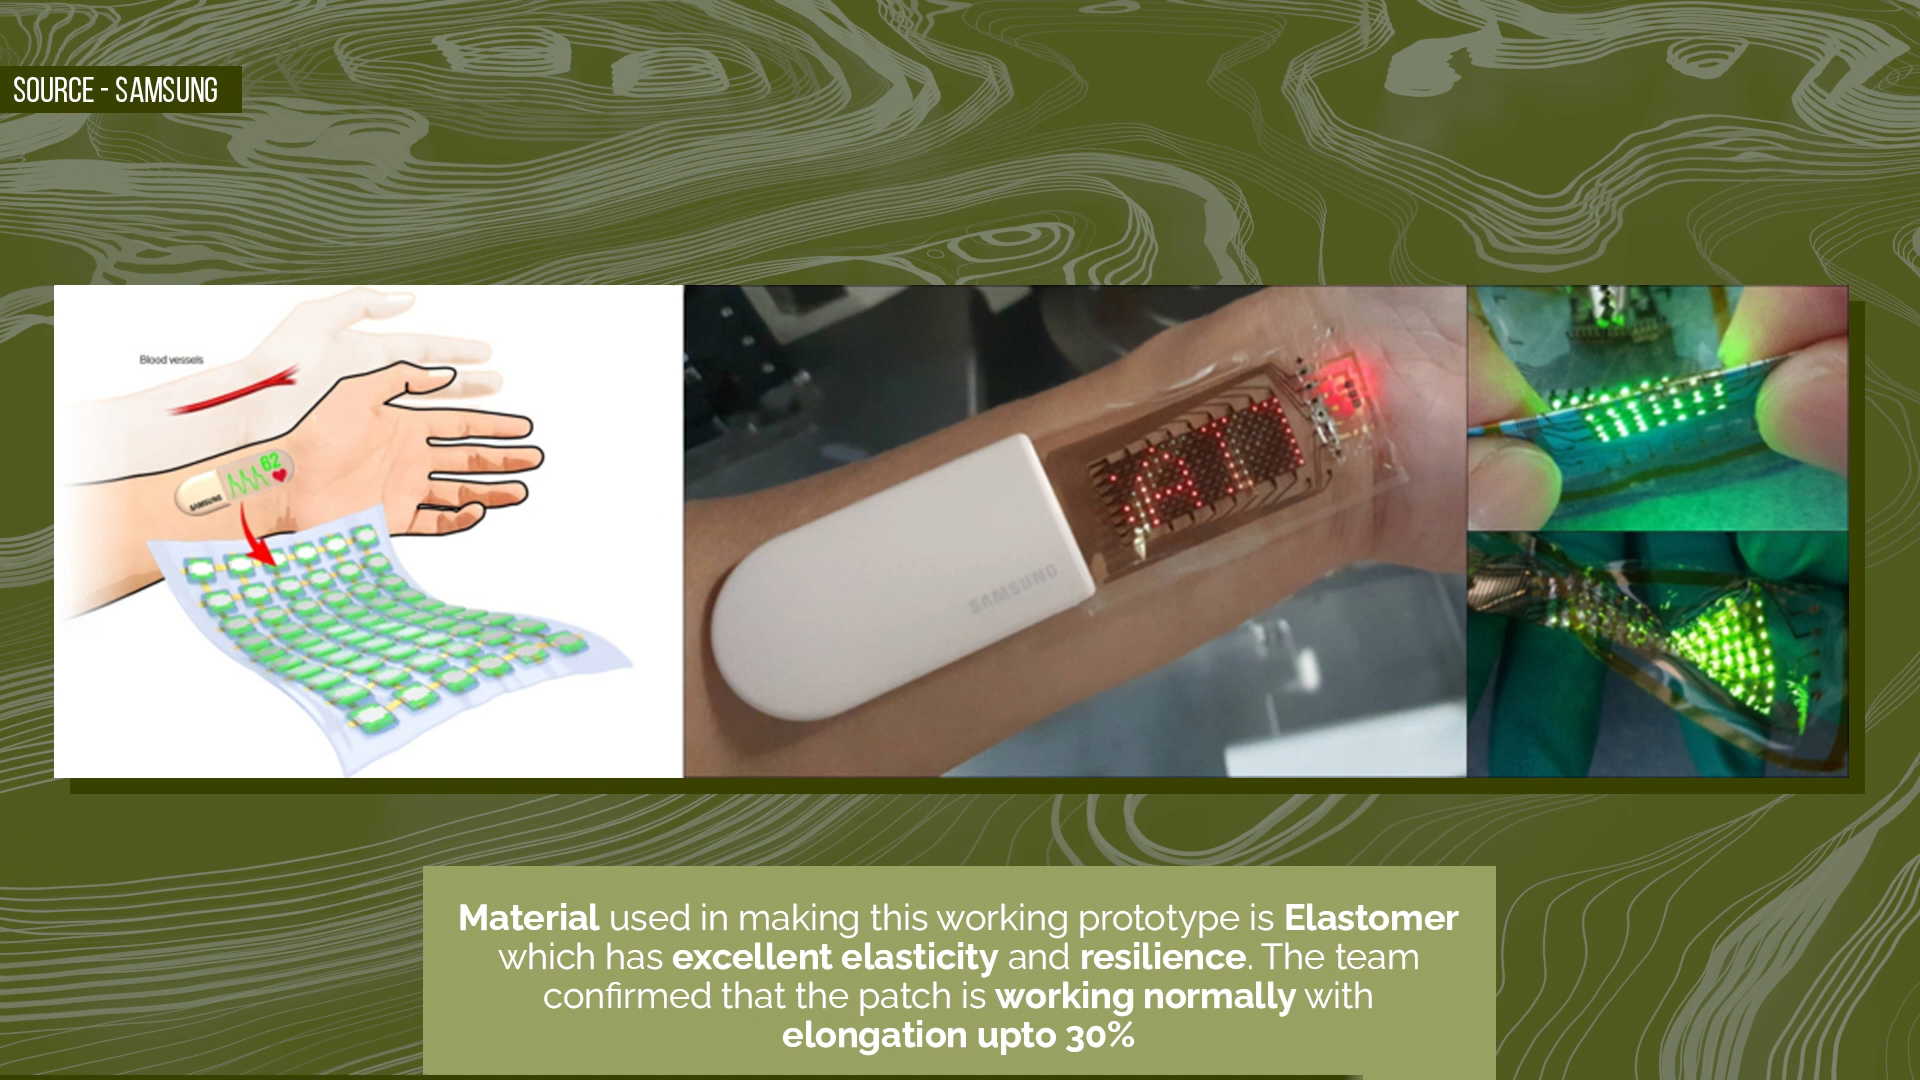 SOURCE - SAMSUNG
Blood vessels
62
SAMSUNG
SAMSUNG
Material used in making this working prototype is Elastomer
which has excellent elasticity and resilience. The team
confirmed that the patch is working normally with
elongation upto 30%